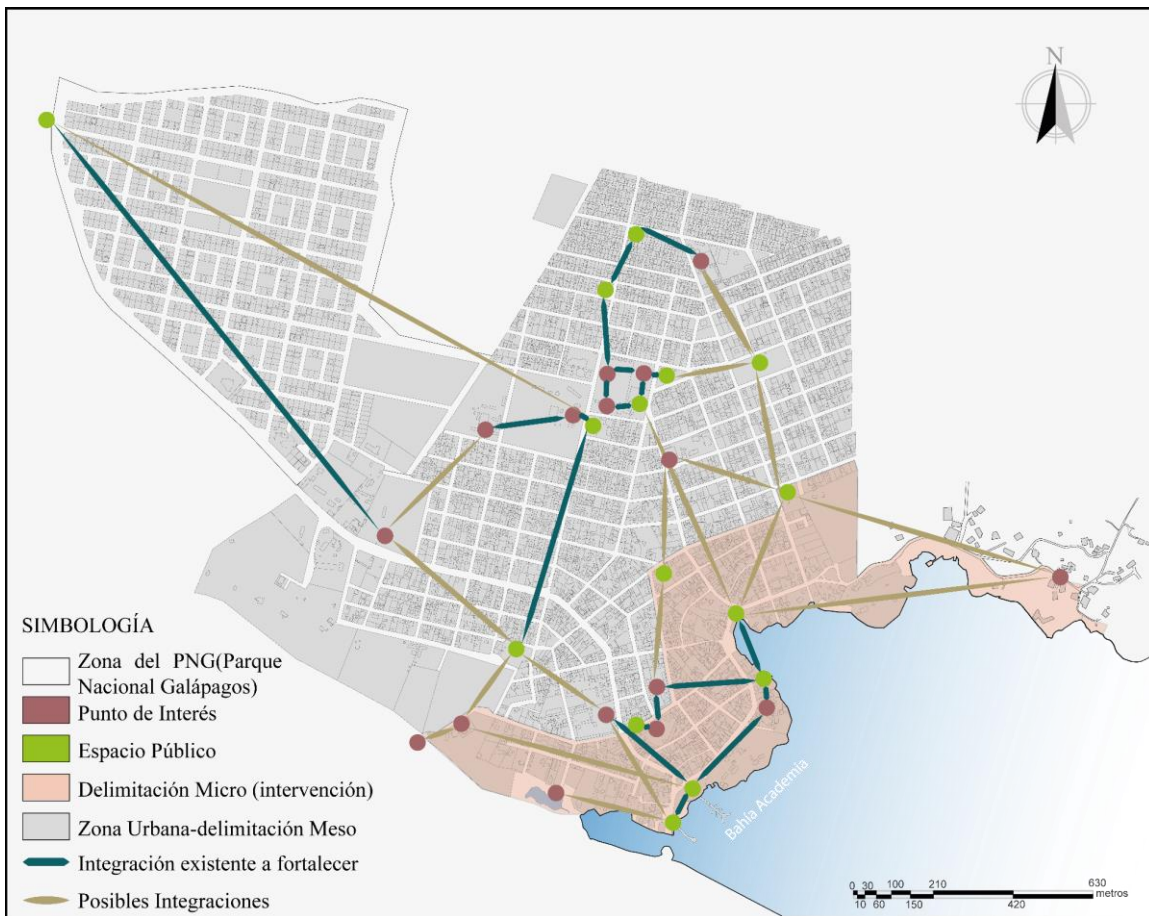 N
SIMBOLOGÍA
Zona del PNG(Parque
Nacional Galápagos)
Punto de Interés
Espacio Público
Delimitación Micro (intervención)
Zona Urbana-delimitación Meso
Integración existente a fortalecer
Posibles Integraciones
Bahía Academia
0 30 100 210 630
metros
10 60 150 420